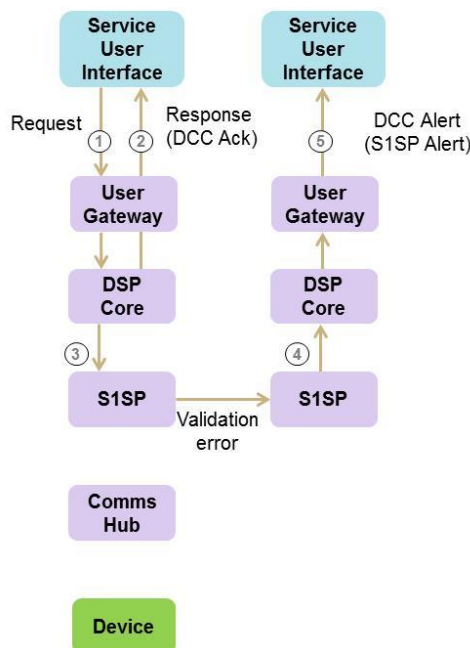 Service
User
Interface
Service
User
Interface
Request
1
2
Response
(DCC Ack)
5
DCC Alert
(S1SP Alert)
User
Gateway
User
Gateway
DSP
Core
DSP
Core
3
4
S1SP
S1SP
Validation
error
Comms
Hub
Device